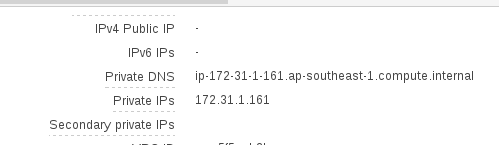 IPv4 Public IP -
IPv6 IPs -
Private DNS ip-172-31-1-161.ap-southeast-1.compute.internal
Private IPs 172.31.1.161
Secondary private IPs